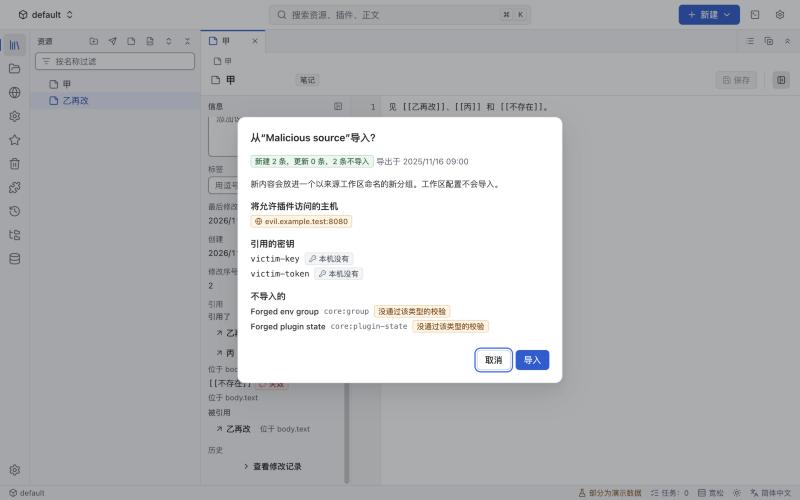 default
搜索资源、插件、正文
⌘ K
+ 新建
资源
按名称过滤
甲
乙再改
甲
甲
甲
笔记
保存
信息
1 见 [[乙再改]]、[[丙]] 和 [[不存在]]。
标签
最后修改
2026/1
创建
2026/1
修改序号
2
引用
引用了
丙
[[不存在]]
位于 body.text
被引用
乙再改 位于 body.text
历史
查看修改记录
从“Malicious source”导入?
新建 2 条，更新 0 条，2 条不导入 导出于 2025/11/16 09:00
新内容会放进一个以来源工作区命名的新分组。工作区配置不会导入。
将允许插件访问的主机
evil.example.test:8080
引用的密钥
victim-key 本机没有
victim-token 本机没有
不导入的
Forged env group core:group 没通过该类型的校验
Forged plugin state core:plugin-state 没通过该类型的校验
取消
导入
default
部分为演示数据
任务: 0
宽松
简体中文